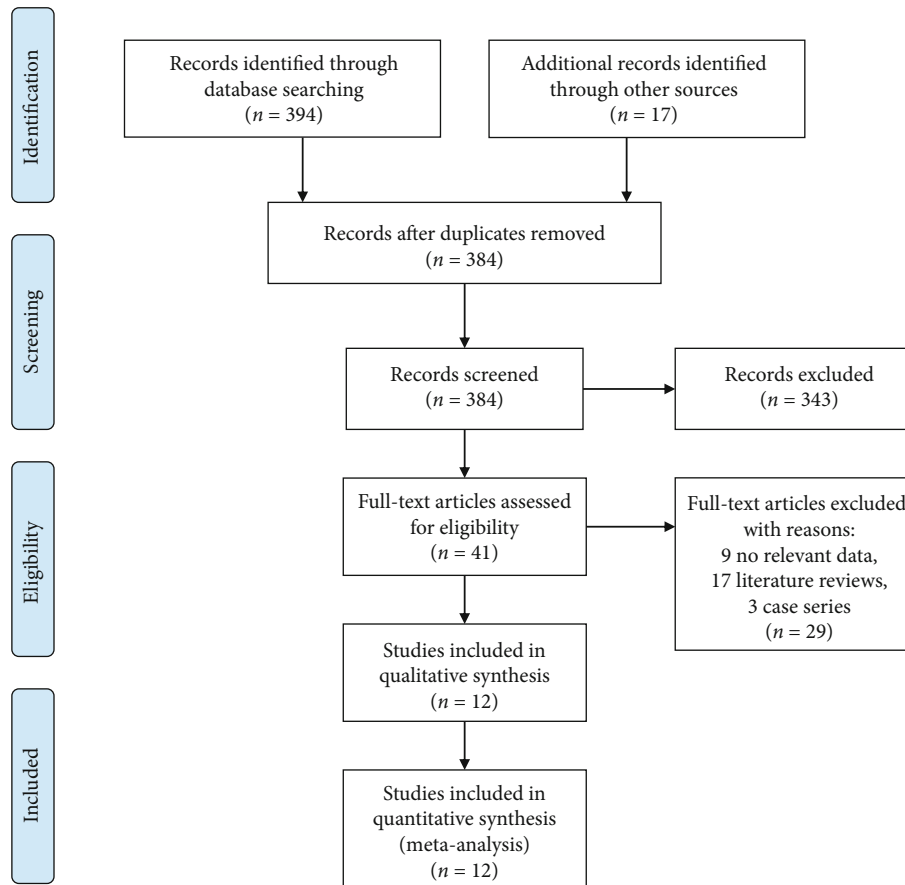 Identification
Records identified through
database searching
(n = 394)
Additional records identified
through other sources
(n = 17)
Records after duplicates removed
(n = 384)
Screening
Records screened
(n = 384)
Records excluded
(n = 343)
Eligibility
Full-text articles assessed
for eligibility
(n = 41)
Full-text articles excluded
with reasons:
9 no relevant data,
17 literature reviews,
3 case series
(n = 29)
Studies included in
qualitative synthesis
(n = 12)
Included
Studies included in
quantitative synthesis
(meta-analysis)
(n = 12)